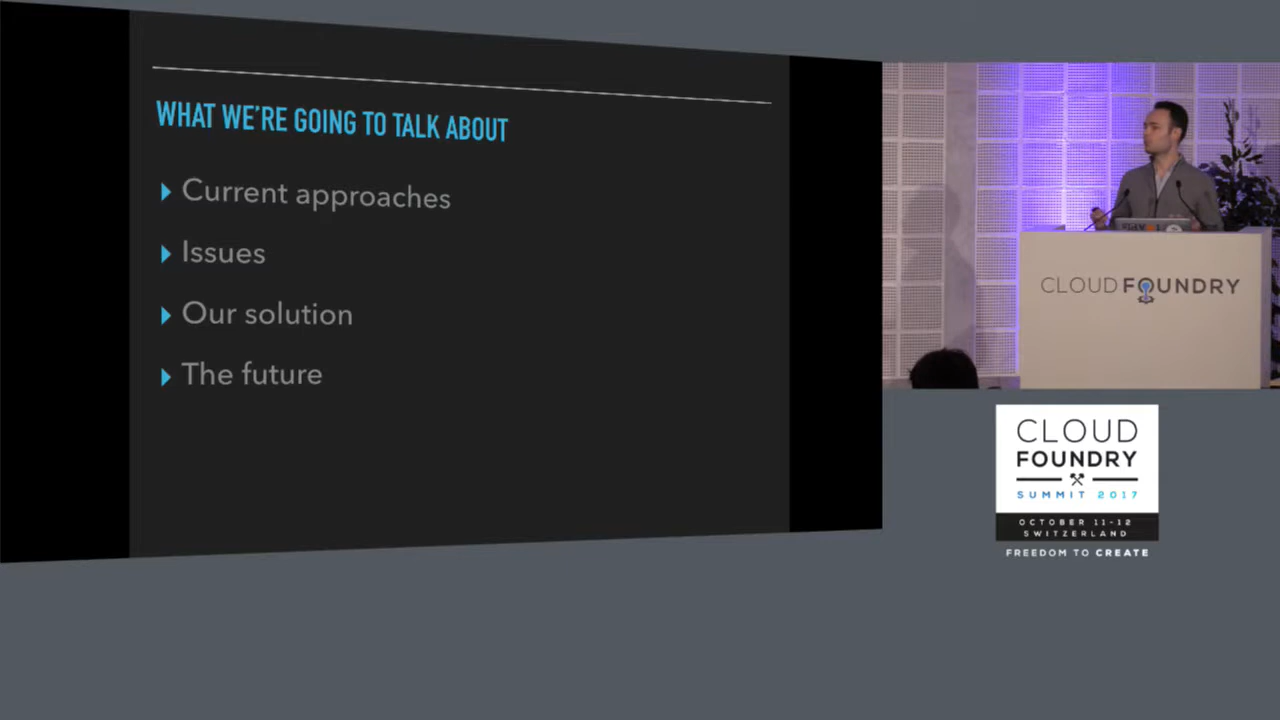 WHAT WE'RE GOING TO TALK ABOUT
Current approaches
Issues
Our solution
The future
CLOUD FOUNDRY
CLOUD
FOUNDRY
SUMMIT 2017
OCTOBER 11-12
SWITZERLAND
FREEDOM TO CREATE